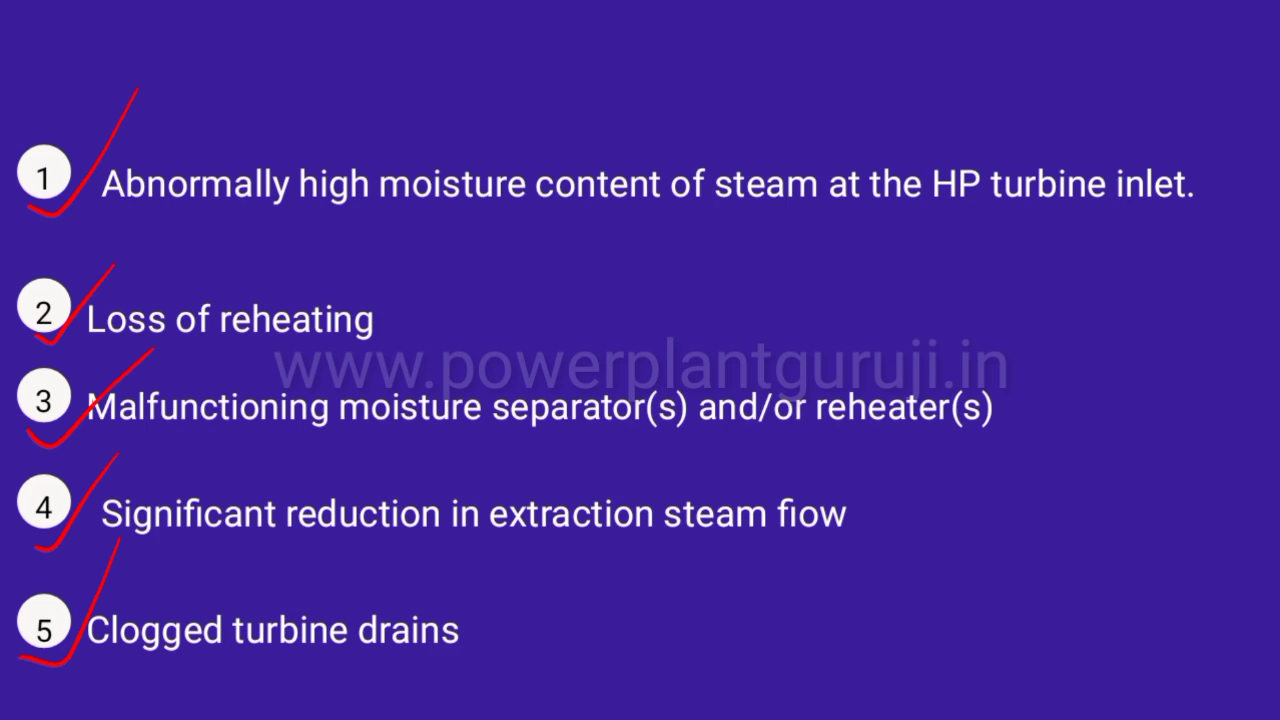 1 Abnormally high moisture content of steam at the HP turbine inlet.
2 Loss of reheating
www.powerplantguruji.in
3 Malfunctioning moisture separator(s) and/or reheater(s)
4 Significant reduction in extraction steam fiow
5 Clogged turbine drains